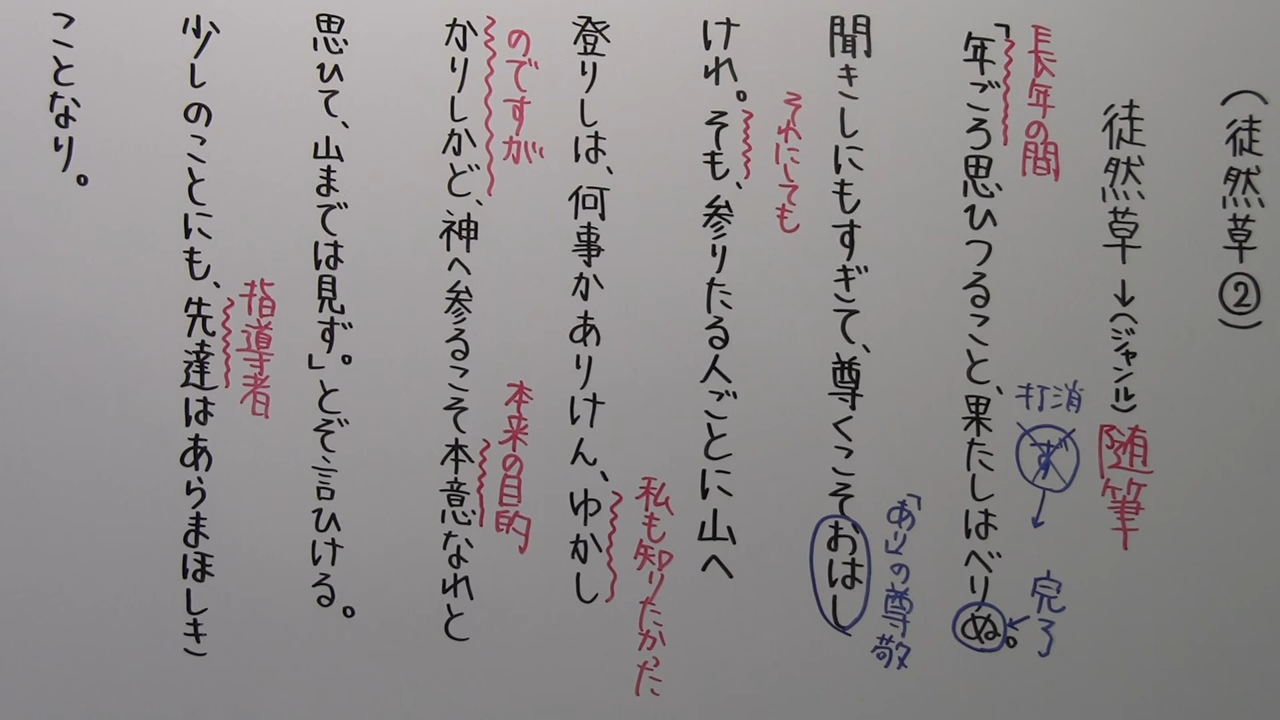 (徒然草②)
徒然草→(ジャンル)随筆
長年の間
打消
ず
完了
「年ごろ思ひつること、果たしはべりぬ。
「あり」の尊敬
聞きしにもすぎて、尊くこそおはし
それにしても
けれ。そも、参りたる人ごとに山へ
私も知りたかった
登りしは、何事かありけん、ゆかし
のですが
本来の目的
かりしかど、神へ参るこそ本意なれと
思ひて、山までは見ず。」とぞ言ひける。
指導者
少しのことにも、先達はあらまほしき
ことなり。